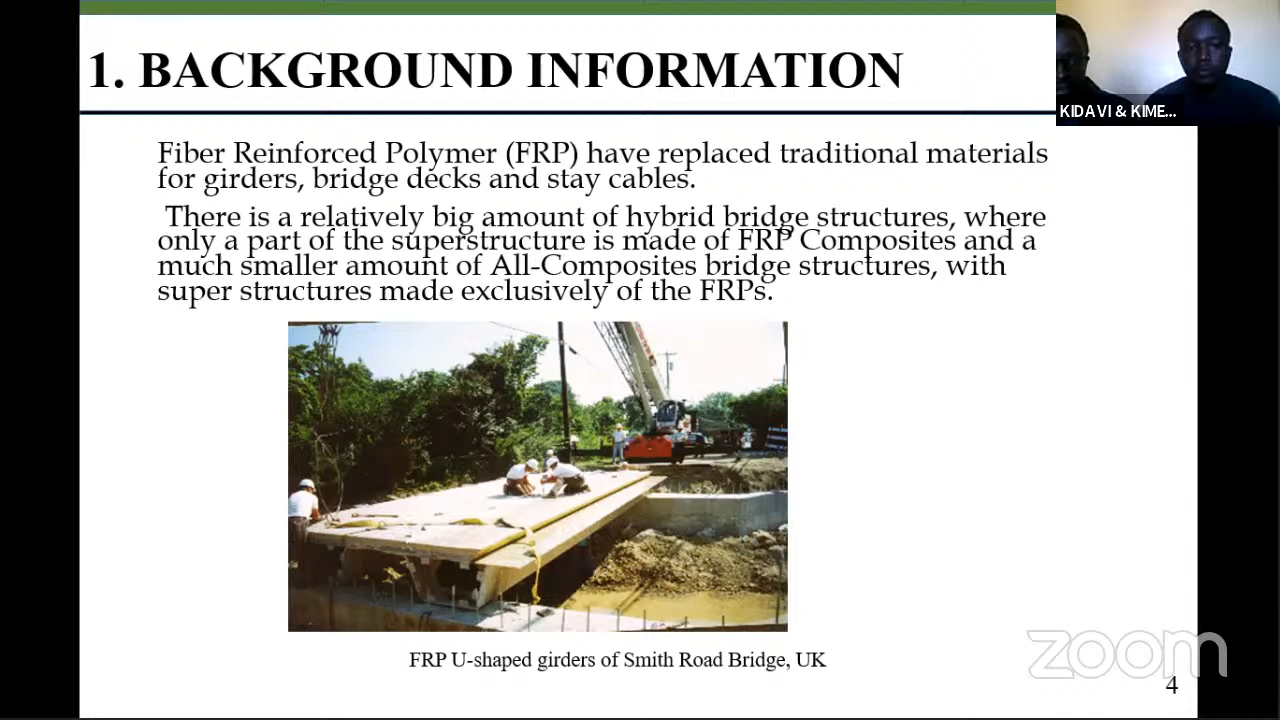 1. BACKGROUND INFORMATION
KIDAVI & KIME...
Fiber Reinforced Polymer (FRP) have replaced traditional materials
for girders, bridge decks and stay cables.
There is a relatively big amount of hybrid bridge structures, where
only a part of the superstructure is made of FRP Composites and a
much smaller amount of All-Composites bridge structures, with
super structures made exclusively of the FRPs.
FRP U-shaped girders of Smith Road Bridge, UK
zoom
4